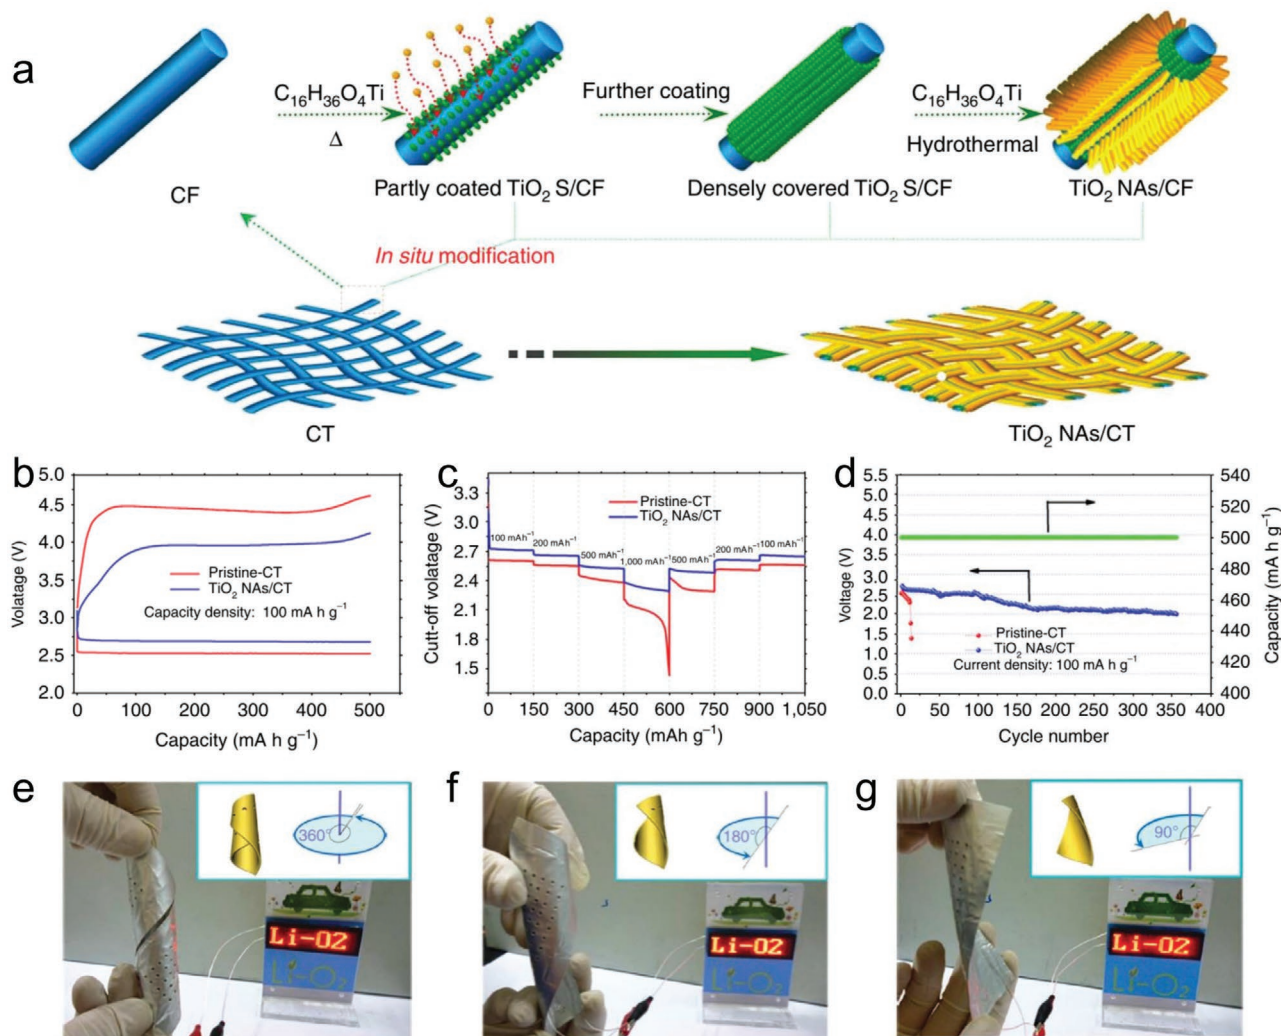 a
C16H36O4Ti
Δ
Further coating
C16H36O4Ti
Hydrothermal
CF
Partly coated TiO2 S/CF
Densely covered TiO2 S/CF
TiO2 NAs/CF
In situ modification
CT
TiO2 NAs/CT
b
5.0
4.5
4.0
3.5
3.0
2.5
2.0
Volatage (V)
Pristine-CT
TiO2 NAs/CT
Capacity density: 100 mA h g–1
0 100 200 300 400 500
Capacity (mA h g–1)
c
3.3
3.0
2.7
2.4
2.1
1.8
1.5
Cutt-off volatage (V)
Pristine-CT
TiO2 NAs/CT
100 mAh–1
200 mAh–1
500 mAh–1
1,000 mAh–1
500 mAh–1
200 mAh–1
100 mAh–1
0 150 300 450 600 750 900 1,050
Capacity (mAh g–1)
d
5.5
5.0
4.5
4.0
3.5
3.0
2.5
2.0
1.5
1.0
0.5
0.0
Voltage (V)
540
520
500
480
460
440
420
400
Capacity (mA h g–1)
Pristine-CT
TiO2 NAs/CT
Current density: 100 mA h g–1
0 50 100 150 200 250 300 350 400
Cycle number
e
360°
Li-O2
Li-O2
f
180°
Li-O2
Li-O2
g
90°
Li-O2
Li-O2